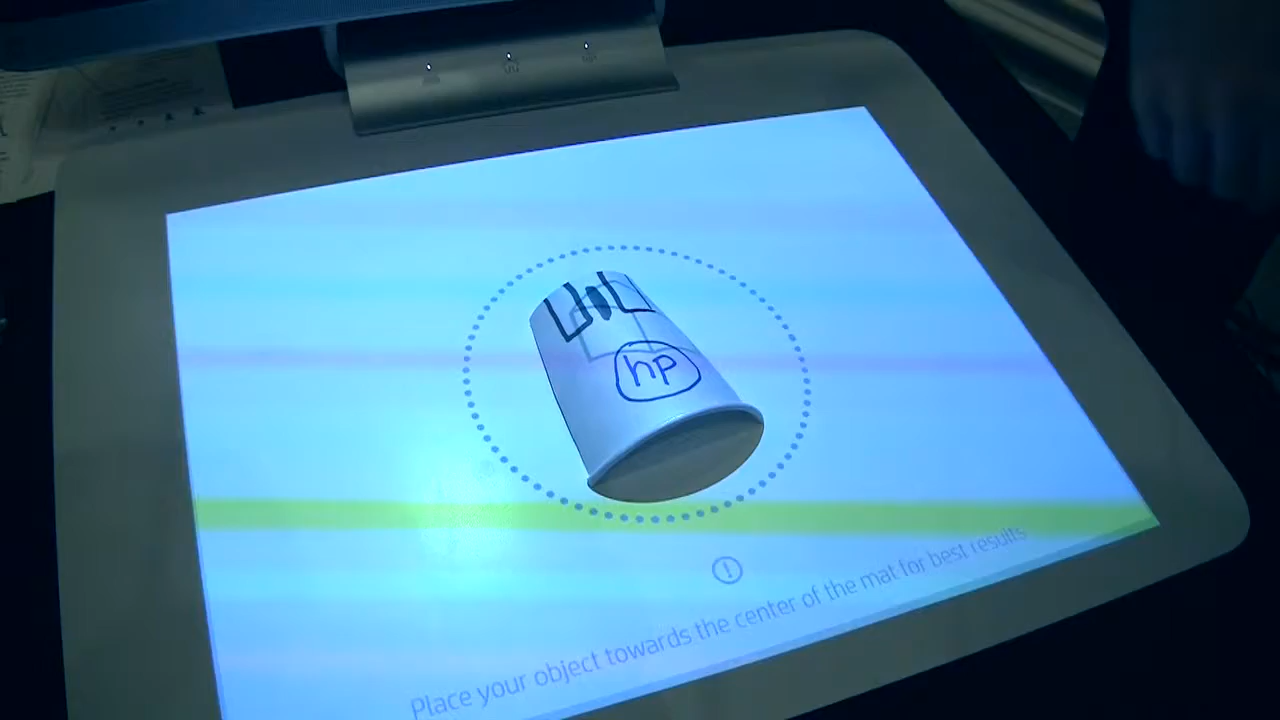 hp
Place your object towards the center of the mat for best results